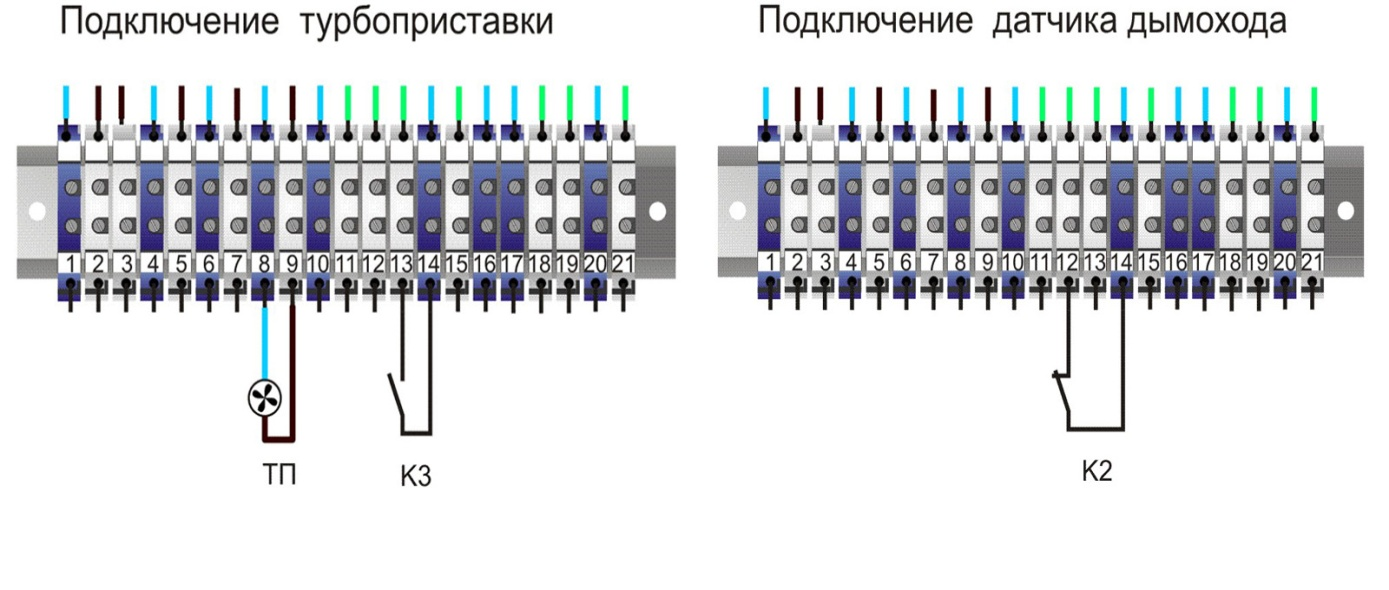 Подключение турбоприставки
1 2 3 4 5 6 7 8 9 10 11 12 13 14 15 16 17 18 19 20 21
ТП
К3
Подключение датчика дымохода
1 2 3 4 5 6 7 8 9 10 11 12 13 14 15 16 17 18 19 20 21
К2